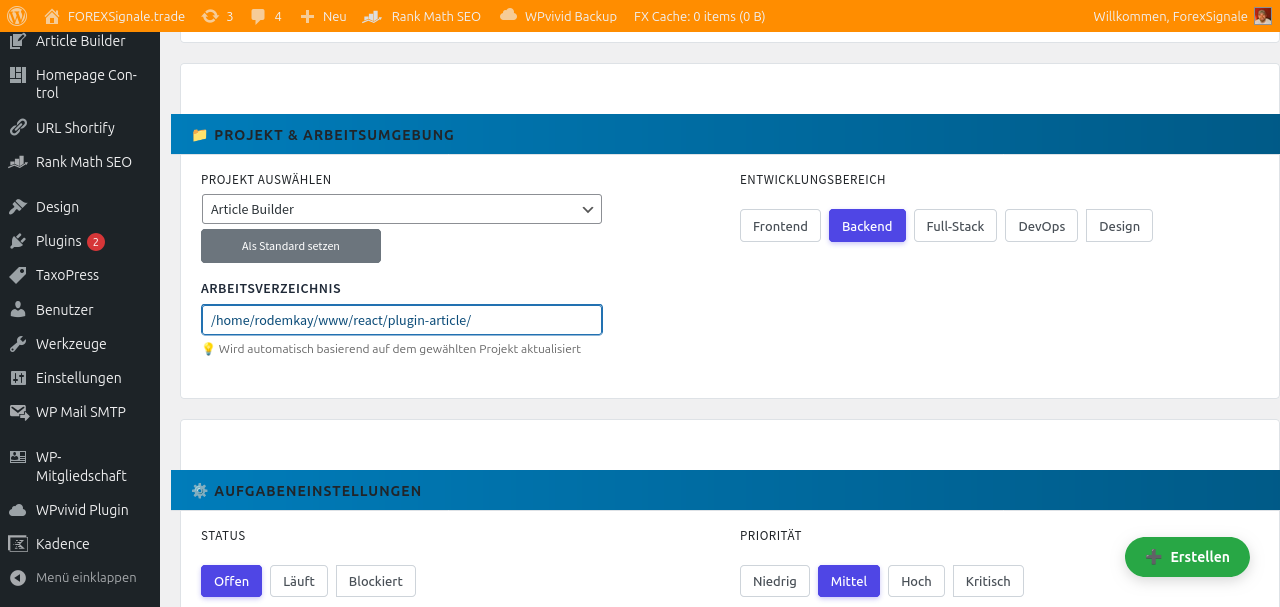 FOREXSignale.trade 3 4 Neu Rank Math SEO WPvivid Backup FX Cache: 0 items (0 B) Willkommen, ForexSignale
Article Builder
Homepage Con-
trol
URL Shortify
Rank Math SEO
Design
Plugins 2
TaxoPress
Benutzer
Werkzeuge
Einstellungen
WP Mail SMTP
WP-
Mitgliedschaft
WPvivid Plugin
Kadence
Menü einklappen
PROJEKT & ARBEITSUMGEBUNG
PROJEKT AUSWÄHLEN
Article Builder
Als Standard setzen
ARBEITSVERZEICHNIS
/home/rodemkay/www/react/plugin-article/
Wird automatisch basierend auf dem gewählten Projekt aktualisiert
ENTWICKLUNGSBEREICH
Frontend Backend Full-Stack DevOps Design
AUFGABENEINSTELLUNGEN
STATUS
Offen Läuft Blockiert
PRIORITÄT
Niedrig Mittel Hoch Kritisch
Erstellen